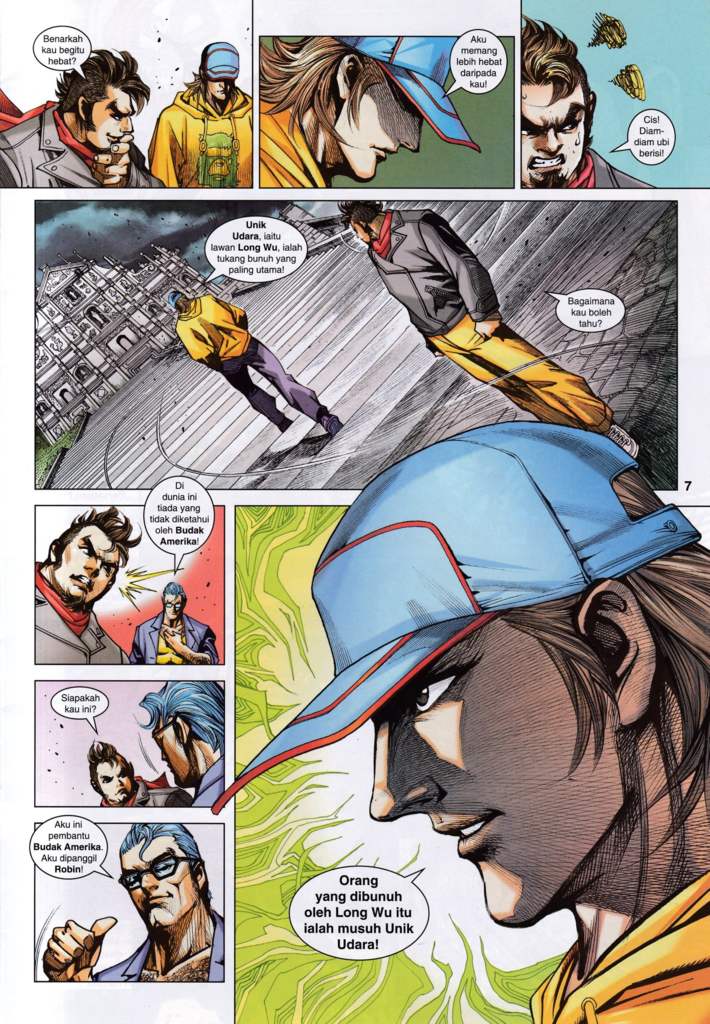 Benarkah
kau begitu
hebat?
Aku
memang
lebih hebat
daripada
kau!
Cis!
Diam-
diam ubi
berisi!
Unik
Udara, iaitu
lawan Long Wu, ialah
tukang bunuh yang
paling utama!
Bagaimana
kau boleh
tahu?
7
Di
dunia ini
tiada yang
tidak diketahui
oleh Budak
Amerika!
Siapakah
kau ini?
Aku ini
pembantu
Budak Amerika.
Aku dipanggil
Robin!
Orang
yang dibunuh
oleh Long Wu itu
ialah musuh Unik
Udara!